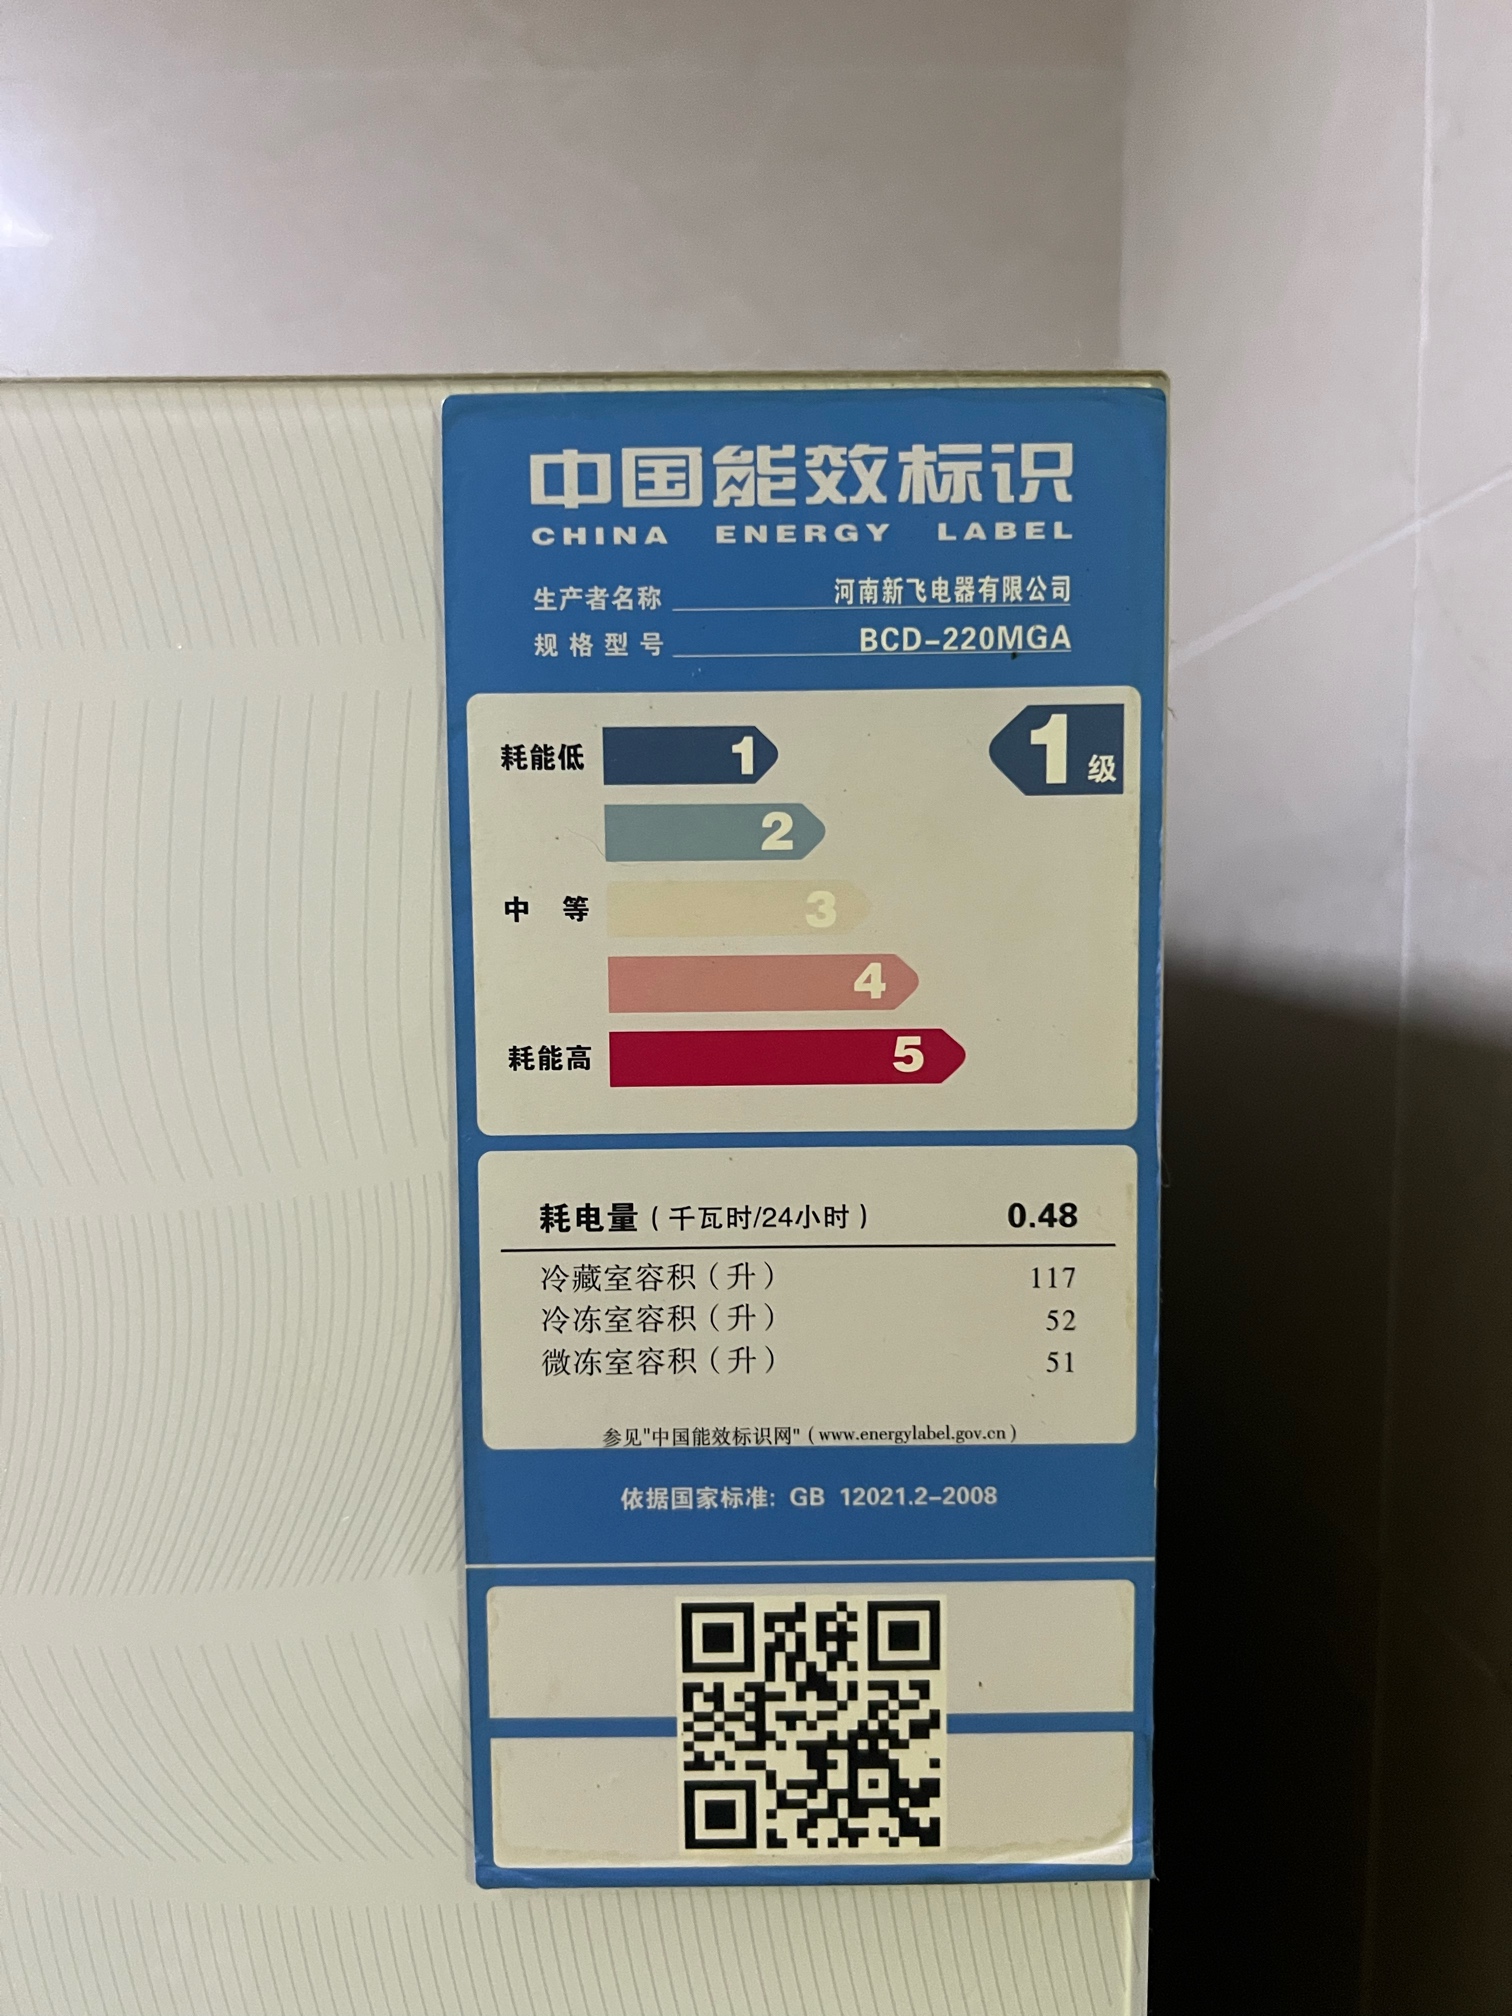 中国能效标识
CHINA ENERGY LABEL
生产者名称 河南新飞电器有限公司
规格型号 BCD-220MGA
耗能低 1 1级
2
中 等 3
4
耗能高 5
耗电量（千瓦时/24小时） 0.48
冷藏室容积（升） 117
冷冻室容积（升） 52
微冻室容积（升） 51
参见"中国能效标识网"（www.energylabel.gov.cn）
依据国家标准: GB 12021.2-2008